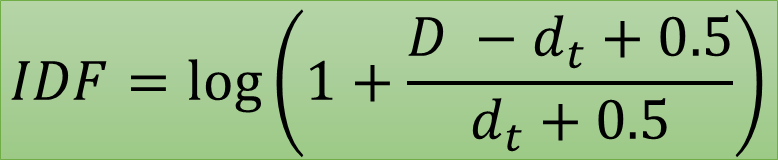 IDF = log(1 + (D − d_t + 0.5)/(d_t + 0.5))